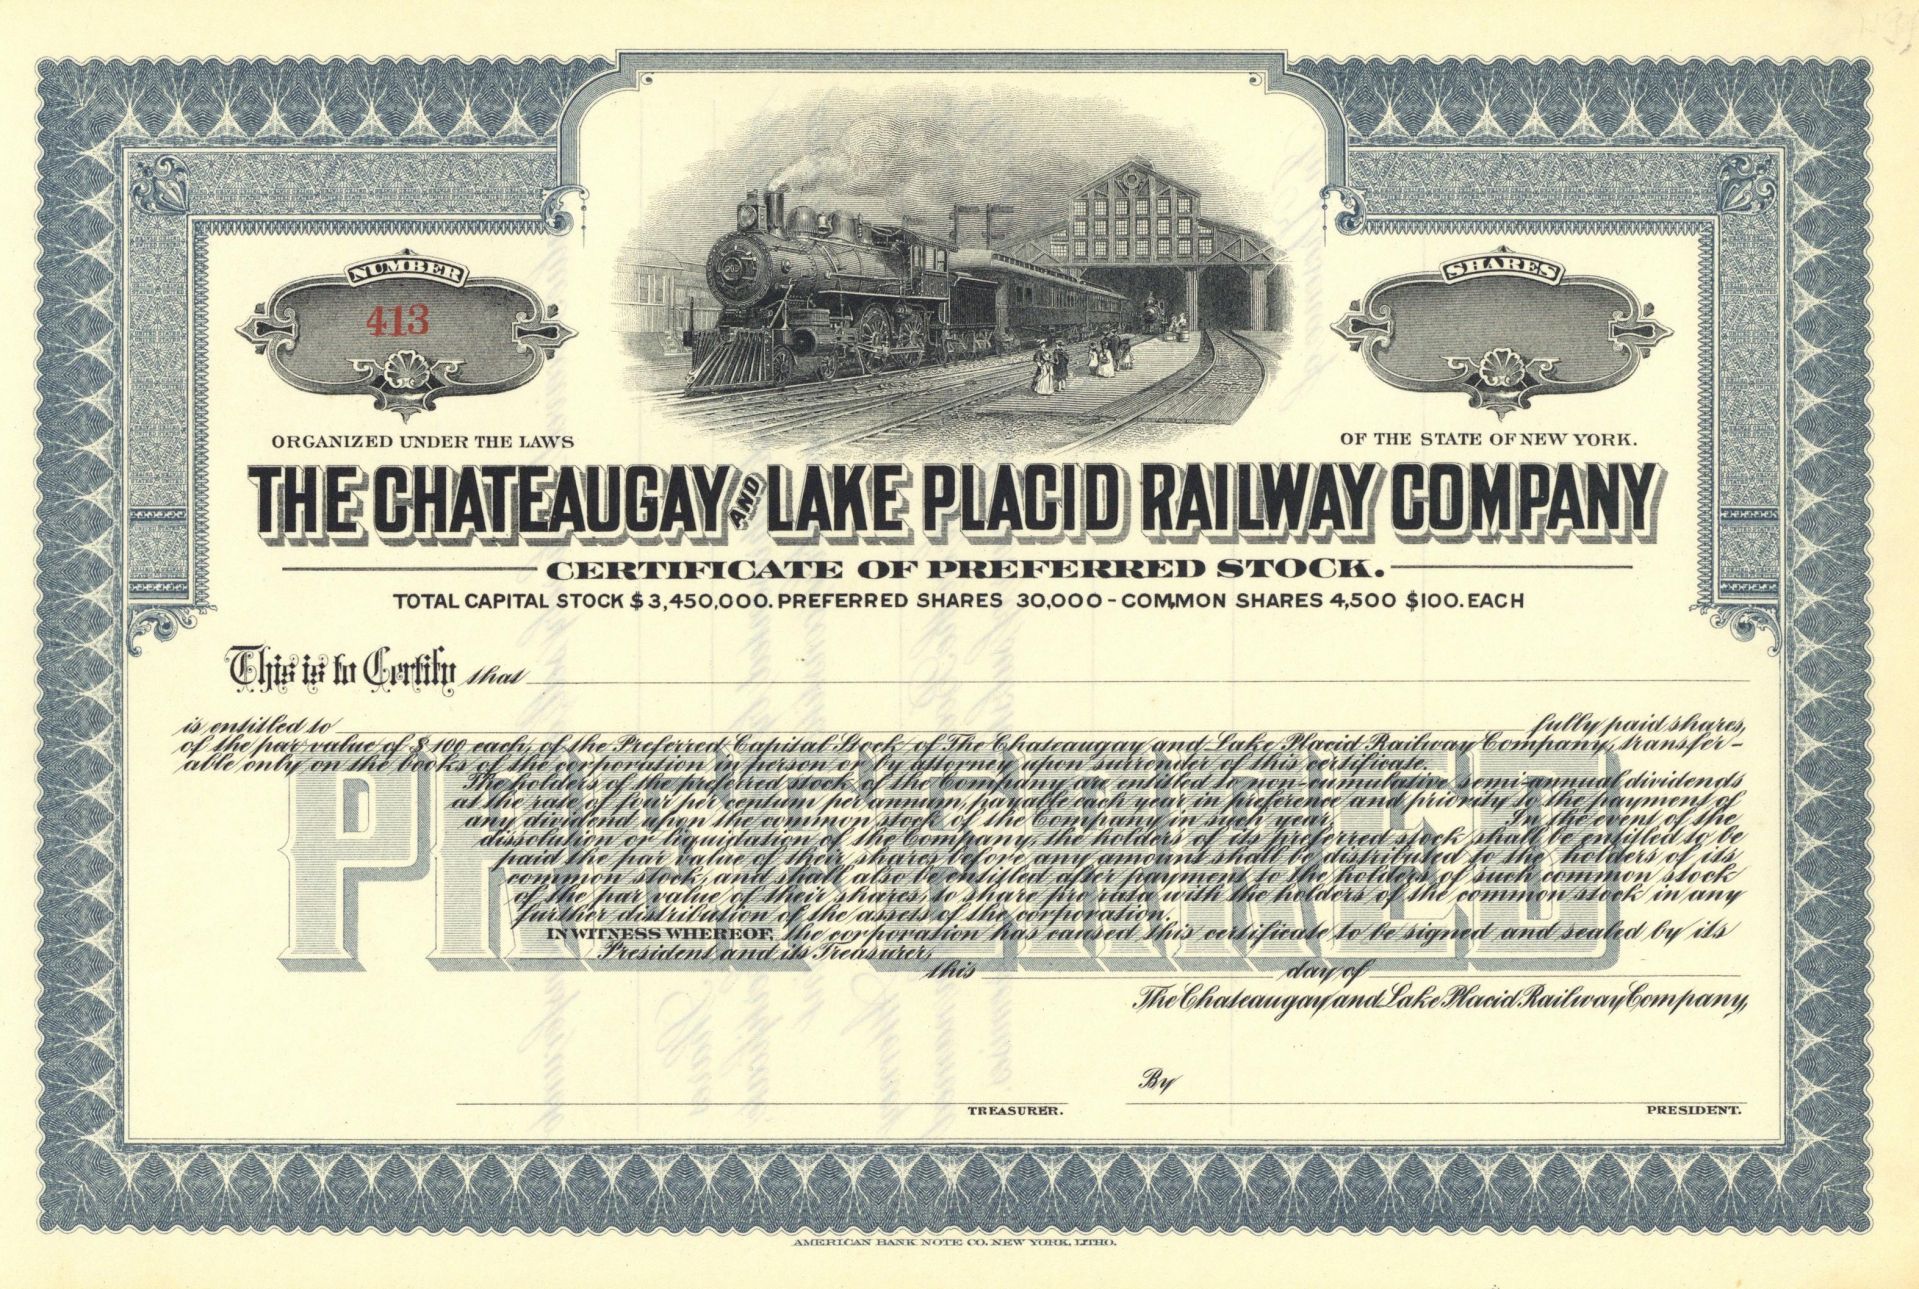 NUMBER
413
SHARES
ORGANIZED UNDER THE LAWS
OF THE STATE OF NEW YORK.
THE CHATEAUGAY AND LAKE PLACID RAILWAY COMPANY
CERTIFICATE OF PREFERRED STOCK.
TOTAL CAPITAL STOCK $3,450,000. PREFERRED SHARES 30,000 - COMMON SHARES 4,500 $100. EACH
This is to Certify that
is entitled to fully paid shares,
of the par value of $100 each, of the Preferred Capital Stock of The Chateaugay and Lake Placid Railway Company, transfer-
able only on the books of the corporation in person or by attorney upon surrender of this certificate.
The holders of the preferred stock of the Company are entitled to non-cumulative semi-annual dividends
at the rate of four per centum per annum, payable each year in preference and priority to the payment of
any dividend upon the common stock of the Company in such year. In the event of the
dissolution or liquidation of the Company, the holders of its preferred stock shall be entitled to be
paid the par value of their shares before any amount shall be distributed to the holders of its
common stock, and shall also be entitled after payment to the holders of such common stock
of the par value of their shares, to share pro rata with the holders of the common stock in any
further distribution of the assets of the corporation.
PREFERRED
IN WITNESS WHEREOF, the corporation has caused this certificate to be signed and sealed by its
President and its Treasurer,
this day of
The Chateaugay and Lake Placid Railway Company,
By
TREASURER.
PRESIDENT.
AMERICAN BANK NOTE CO. NEW YORK, LITHO.